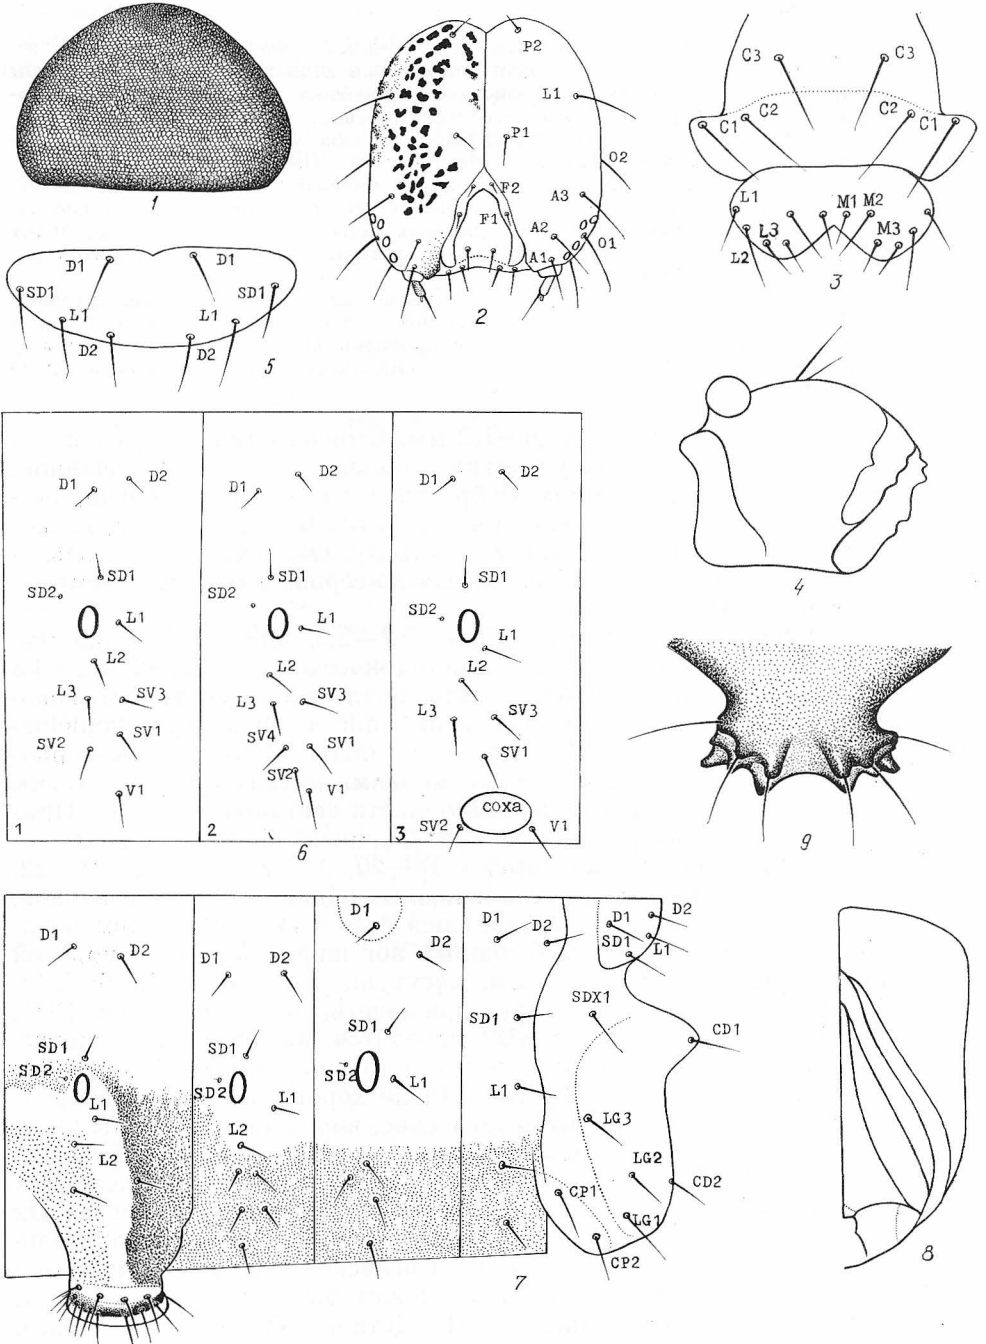 1
P2
L1
P1
O2
F2
A3
F1
A2
O1
A1
2
C3 C3
C2 C2
C1 C1
L1 M1 M2
L3 M3
L2
3
D1 D1
SD1 SD1
L1 L1
D2 D2
5
4
D1 D2
SD1
SD2
L1
L2
L3 SV3
SV2 SV1
V1
1
D1 D2
SD1
SD2
L1
L2
L3 SV3
SV4 SV1
SV2
V1
2
D1 D2
SD1
SD2
L1
L2
L3 SV3
SV1
coxa
SV2 V1
3
6
9
D1
D2
SD1
SD2
L1
L2
D1 D2
SD1
SD2
L1
L2
D1
D2
SD1
SD2
L1
D1
D2
SD1
L1
D1 D2
SD1 L1
SDX1
CD1
LG3
LG2
CP1 CD2
LG1
CP2
7
8